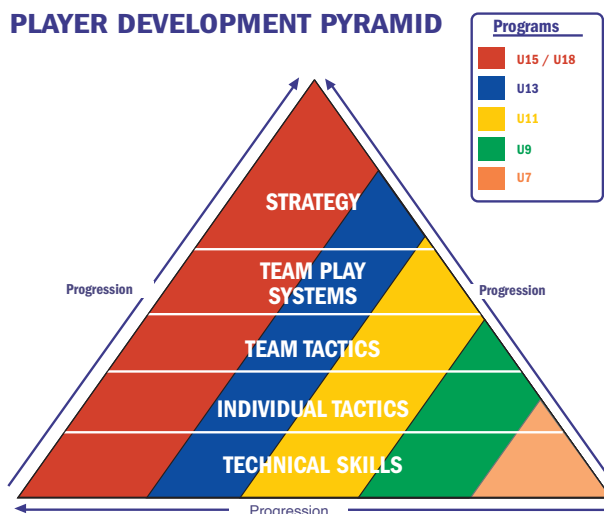 PLAYER DEVELOPMENT PYRAMID
Programs
U15 / U18
U13
U11
U9
U7
STRATEGY
TEAM PLAY
SYSTEMS
Progression
Progression
TEAM TACTICS
INDIVIDUAL TACTICS
TECHNICAL SKILLS
Progression